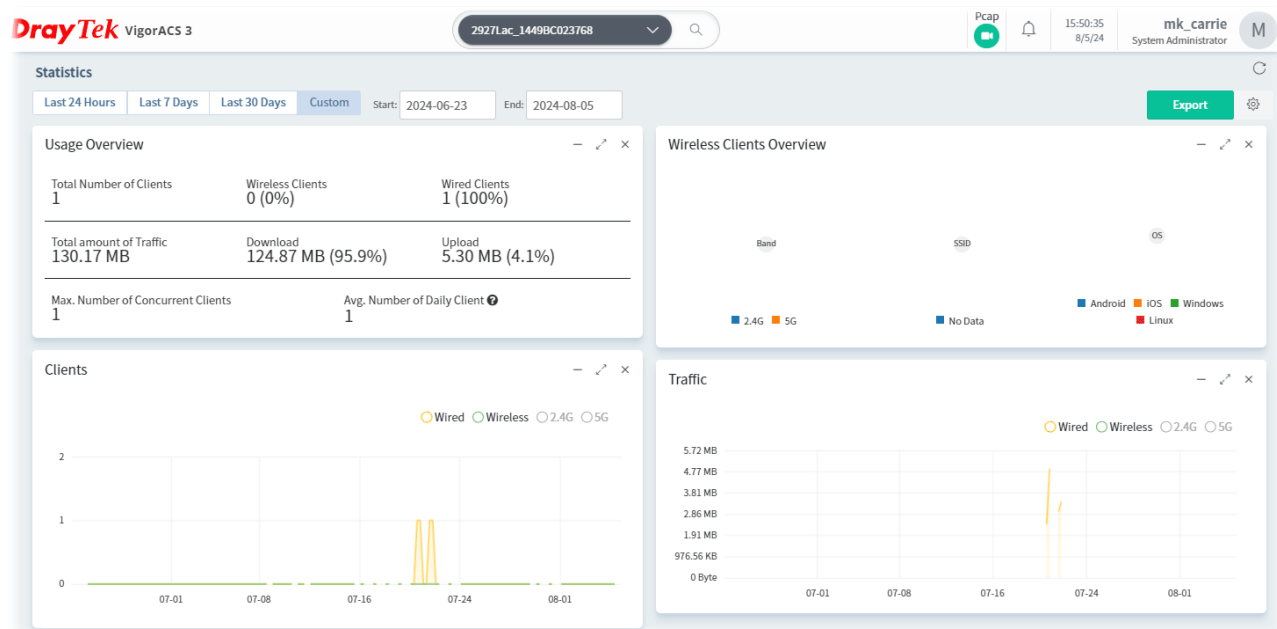 DrayTek VigorACS 3
2927Lac_1449BC023768
Pcap
15:50:35
8/5/24
mk_carrie
System Administrator
M
Statistics
Last 24 Hours Last 7 Days Last 30 Days Custom Start: 2024-06-23 End: 2024-08-05 Export
Usage Overview
Total Number of Clients Wireless Clients Wired Clients
1 0 (0%) 1 (100%)
Total amount of Traffic Download Upload
130.17 MB 124.87 MB (95.9%) 5.30 MB (4.1%)
Max. Number of Concurrent Clients Avg. Number of Daily Client ?
1 1
Wireless Clients Overview
Band SSID OS
Android iOS Windows
2.4G 5G No Data Linux
Clients
Wired Wireless 2.4G 5G
2
1
0
07-01 07-08 07-16 07-24 08-01
Traffic
Wired Wireless 2.4G 5G
5.72 MB
4.77 MB
3.81 MB
2.86 MB
1.91 MB
976.56 KB
0 Byte
07-01 07-08 07-16 07-24 08-01